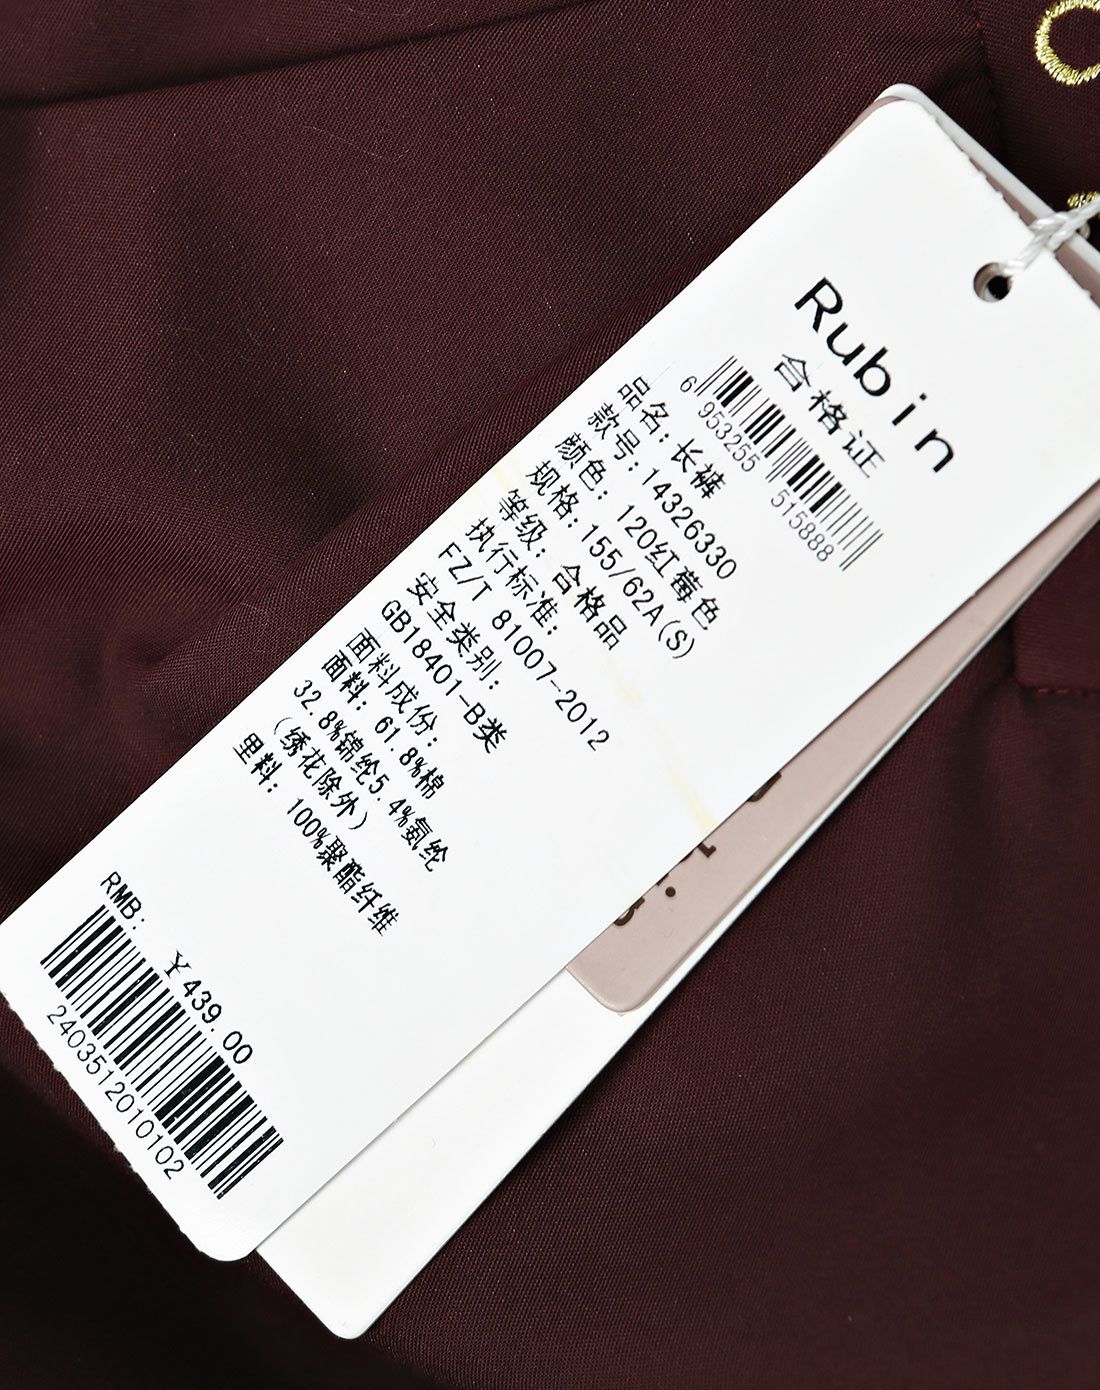 Rubin
合格证
6 953255 515888
品名: 长裤
款号: 14326330
颜色: 120红莓色
规格: 155/62A(S)
等级: 合格品
执行标准:
FZ/T 81007-2012
安全类别:
GB18401-B类
面料成份:
面料: 61.8%棉
32.8%锦纶5.4%氨纶
(绣花除外)
里料: 100%聚酯纤维
RMB: ¥439.00
2403512010102